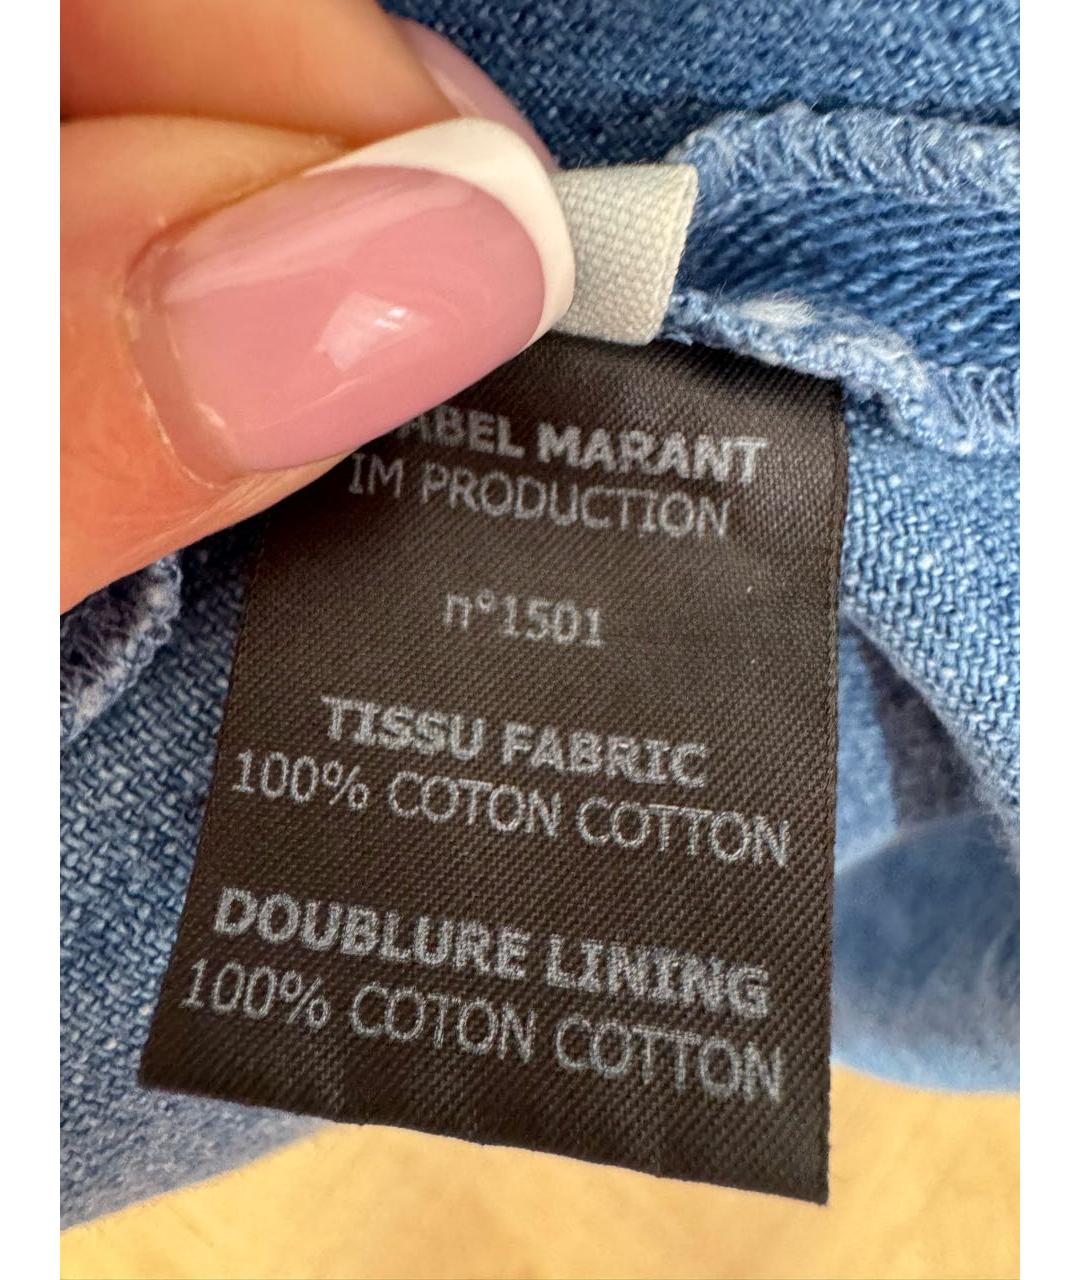 ABEL MARANT
IM PRODUCTION
n°1501
TISSU FABRIC
100% COTON COTTON
DOUBLURE LINING
100% COTON COTTON